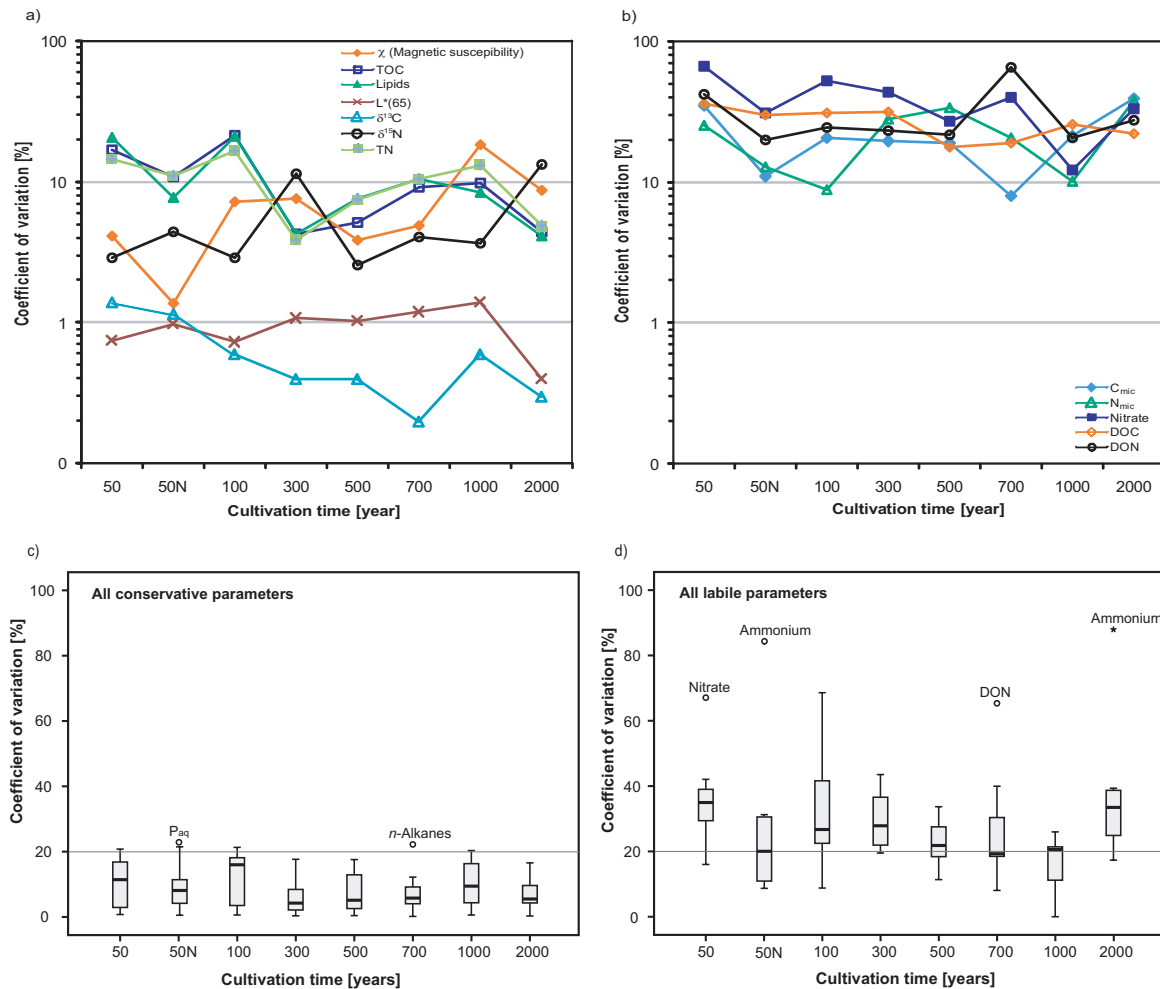 a)
100
10
1
0
Coefficient of variation [%]
χ (Magnetic suscepibility)
TOC
Lipids
L*(65)
δ¹³C
δ¹⁵N
TN
50 50N 100 300 500 700 1000 2000
Cultivation time [year]
b)
100
10
1
0
Coefficient of variation [%]
Cmic
Nmic
Nitrate
DOC
DON
50 50N 100 300 500 700 1000 2000
Cultivation time [year]
c)
All conservative parameters
100
80
60
40
20
0
Coefficient of variation [%]
Paq
n-Alkanes
50 50N 100 300 500 700 1000 2000
Cultivation time [years]
d)
All labile parameters
100
80
60
40
20
0
Coefficient of variation [%]
Nitrate
Ammonium
DON
Ammonium
50 50N 100 300 500 700 1000 2000
Cultivation time [years]